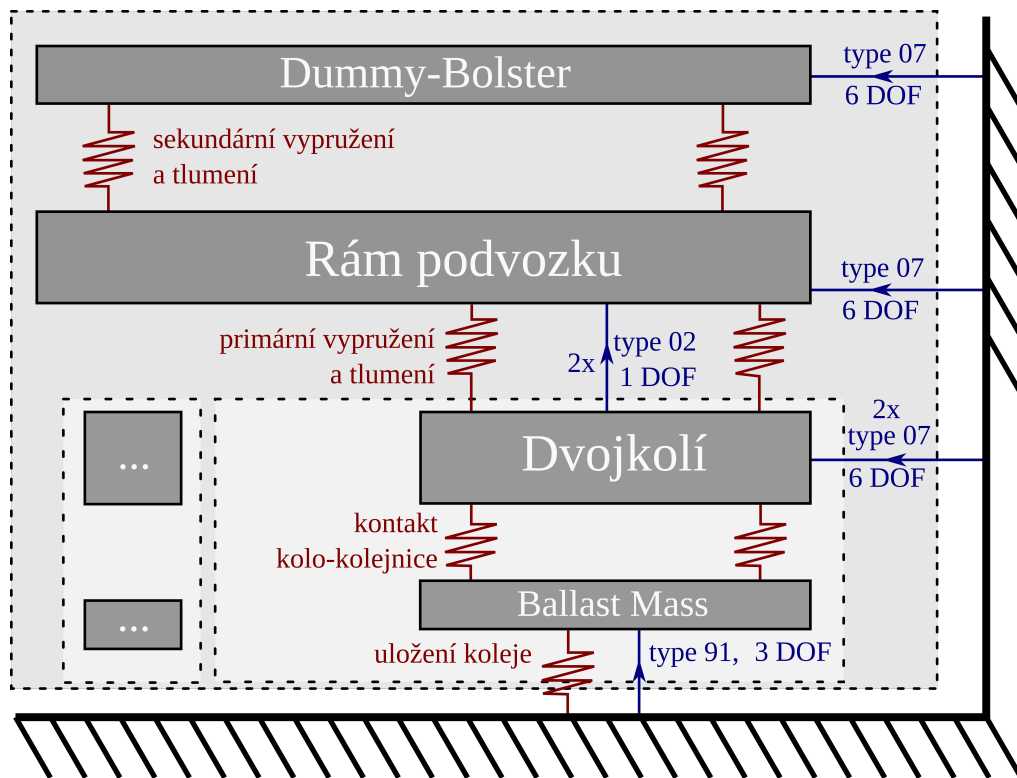 Dummy-Bolster
type 07
6 DOF
sekundární vypružení
a tlumení
Rám podvozku
type 07
6 DOF
primární vypružení
a tlumení
2x
type 02
1 DOF
2x
type 07
6 DOF
...
Dvojkolí
kontakt
kolo-kolejnice
...
Ballast Mass
uložení koleje
type 91, 3 DOF